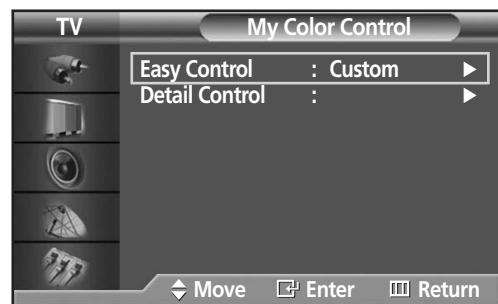 TV My Color Control
Easy Control : Custom
Detail Control :
Move Enter Return